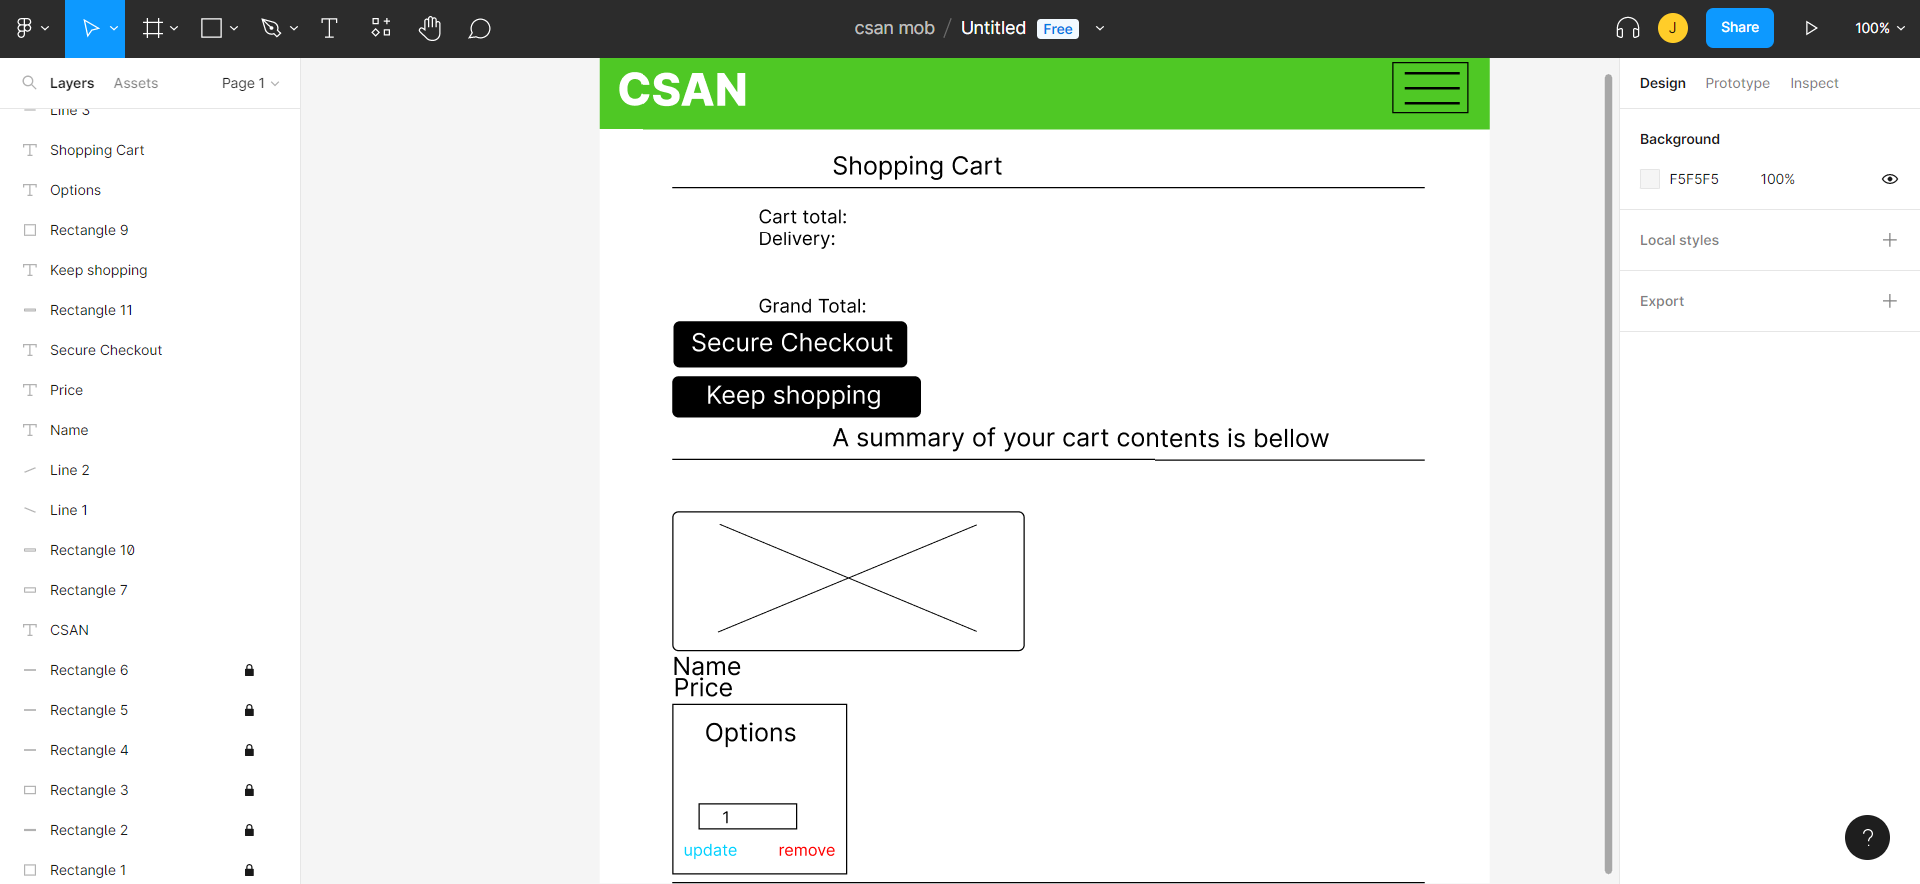 csan mob / Untitled Free
J
Share
100%
Layers
Assets
Page 1
Line 3
Shopping Cart
Options
Rectangle 9
Keep shopping
Rectangle 11
Secure Checkout
Price
Name
Line 2
Line 1
Rectangle 10
Rectangle 7
CSAN
Rectangle 6
Rectangle 5
Rectangle 4
Rectangle 3
Rectangle 2
Rectangle 1
CSAN
Shopping Cart
Cart total:
Delivery:
Grand Total:
Secure Checkout
Keep shopping
A summary of your cart contents is bellow
Name
Price
Options
1
update remove
Design Prototype Inspect
Background
F5F5F5 100%
Local styles
Export
?